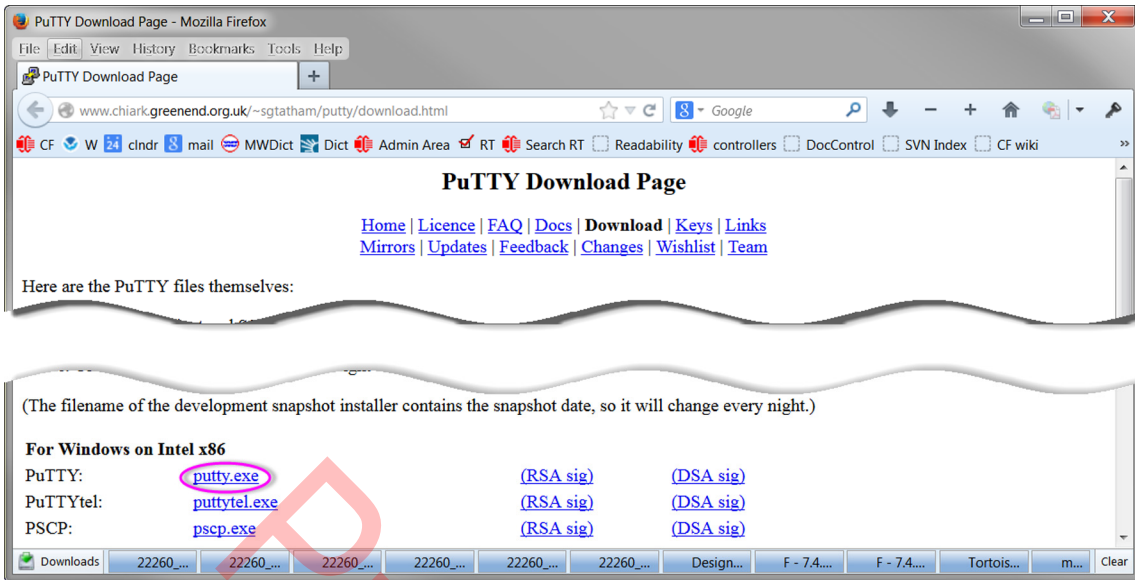 PuTTY Download Page - Mozilla Firefox
File Edit View History Bookmarks Tools Help
PuTTY Download Page +
www.chiark.greenend.org.uk/~sgtatham/putty/download.html 8 Google
CF W 24 clndr 8 mail MWDict Dict Admin Area RT Search RT Readability controllers DocControl SVN Index CF wiki »
PuTTY Download Page
Home | Licence | FAQ | Docs | Download | Keys | Links
Mirrors | Updates | Feedback | Changes | Wishlist | Team
Here are the PuTTY files themselves:
(The filename of the development snapshot installer contains the snapshot date, so it will change every night.)
For Windows on Intel x86
PuTTY: putty.exe (RSA sig) (DSA sig)
PuTTYtel: puttytel.exe (RSA sig) (DSA sig)
PSCP: pscp.exe (RSA sig) (DSA sig)
Downloads 22260_... 22260_... 22260_... 22260_... 22260_... 22260_... Design... F - 7.4.... F - 7.4.... Tortois... m... Clear